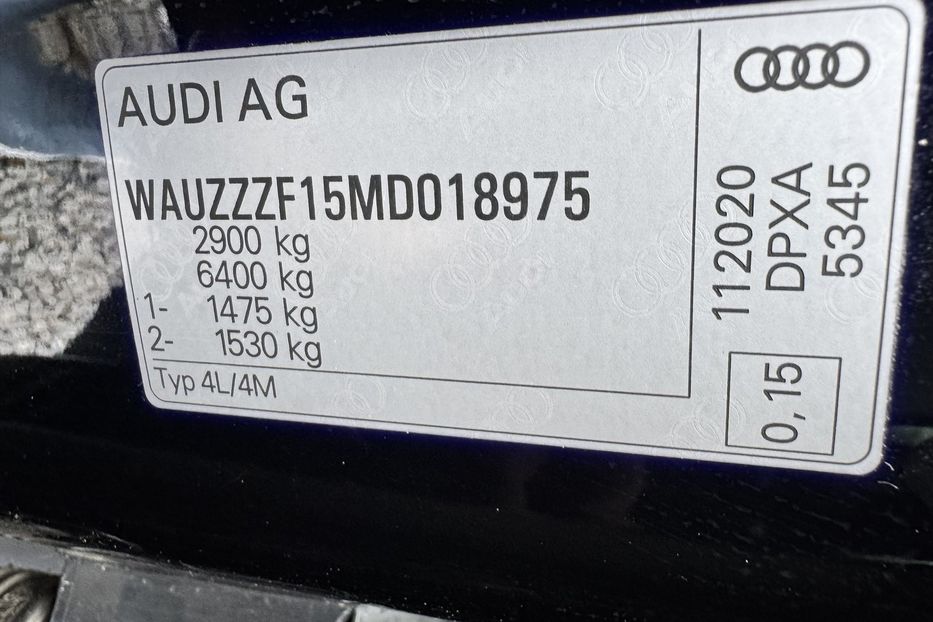 AUDI AG
WAUZZZF15MD018975
2900 kg
6400 kg
1- 1475 kg
2- 1530 kg
Typ 4L/4M
112020
DPXA
5345
0,15